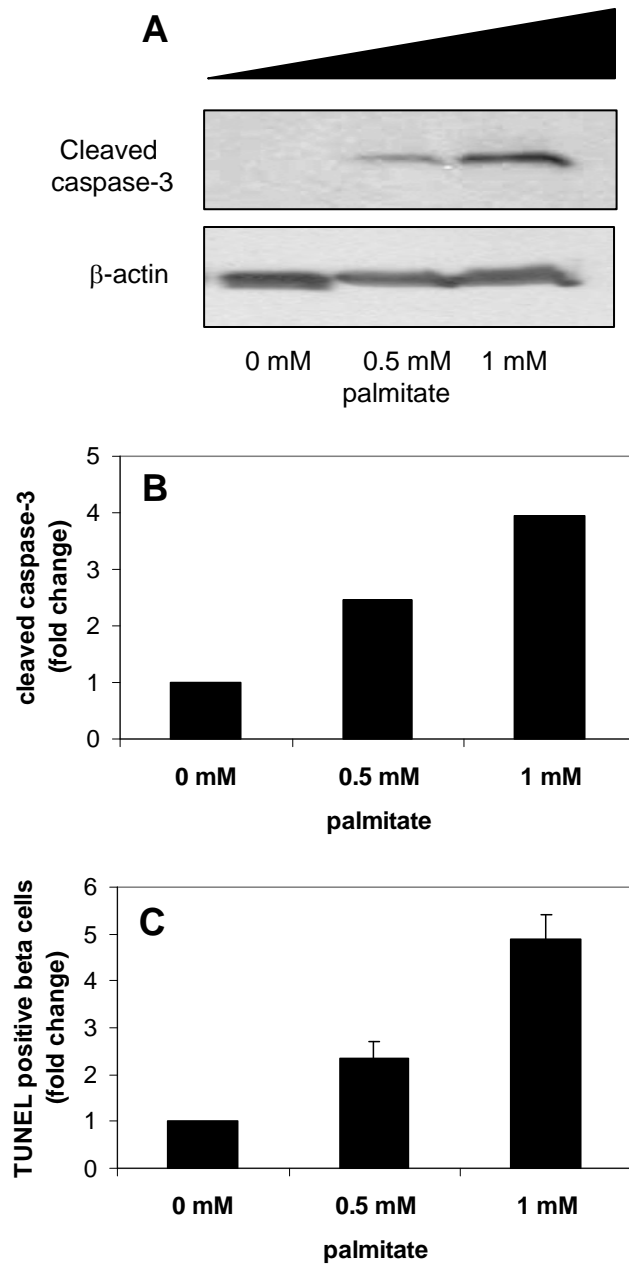 A
Cleaved
caspase-3
β-actin
0 mM 0.5 mM 1 mM
palmitate
B
5
4
3
2
1
0
cleaved caspase-3
(fold change)
0 mM 0.5 mM 1 mM
palmitate
C
6
5
4
3
2
1
0
TUNEL positive beta cells
(fold change)
0 mM 0.5 mM 1 mM
palmitate